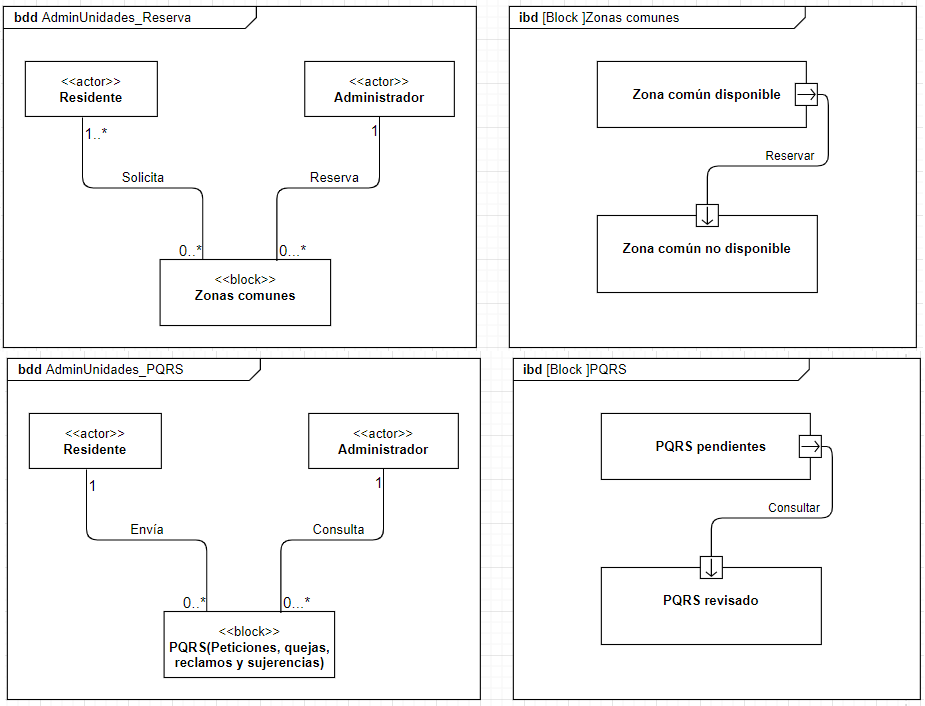 bdd AdminUnidades_Reserva
<<actor>>
Residente
<<actor>>
Administrador
1..*
1
Solicita
Reserva
0..*
0...*
<<block>>
Zonas comunes
ibd [Block ]Zonas comunes
Zona común disponible
Reservar
Zona común no disponible
bdd AdminUnidades_PQRS
<<actor>>
Residente
<<actor>>
Administrador
1
1
Envía
Consulta
0..*
0...*
<<block>>
PQRS(Peticiones, quejas,
reclamos y sujerencias)
ibd [Block ]PQRS
PQRS pendientes
Consultar
PQRS revisado